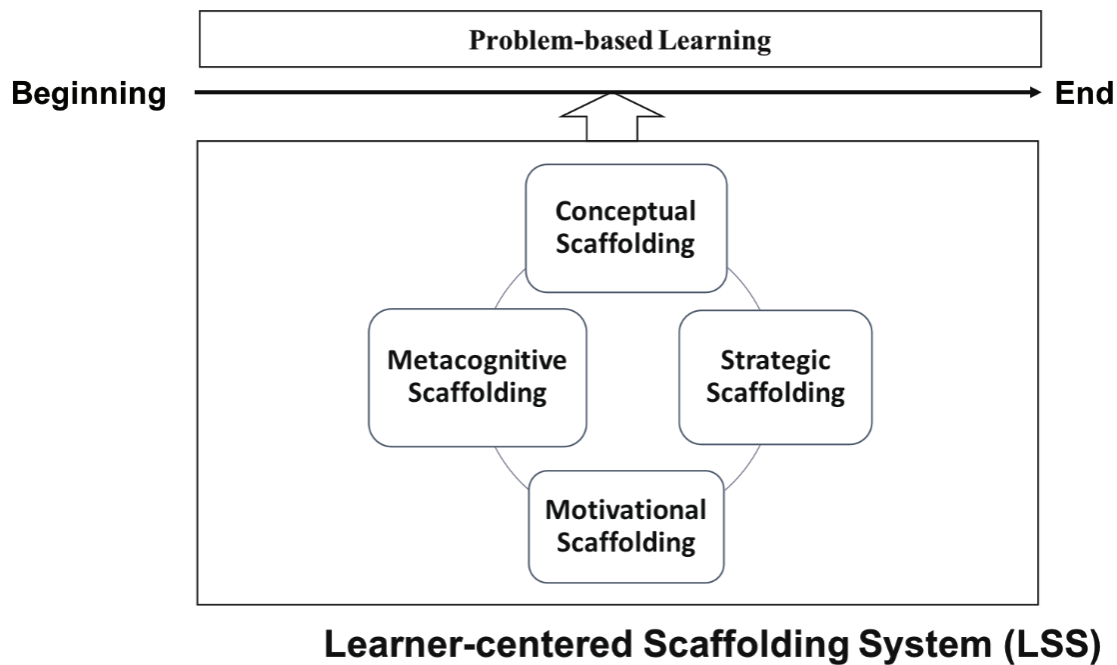 Problem-based Learning
Beginning
End
Conceptual
Scaffolding
Metacognitive
Scaffolding
Strategic
Scaffolding
Motivational
Scaffolding
Learner-centered Scaffolding System (LSS)